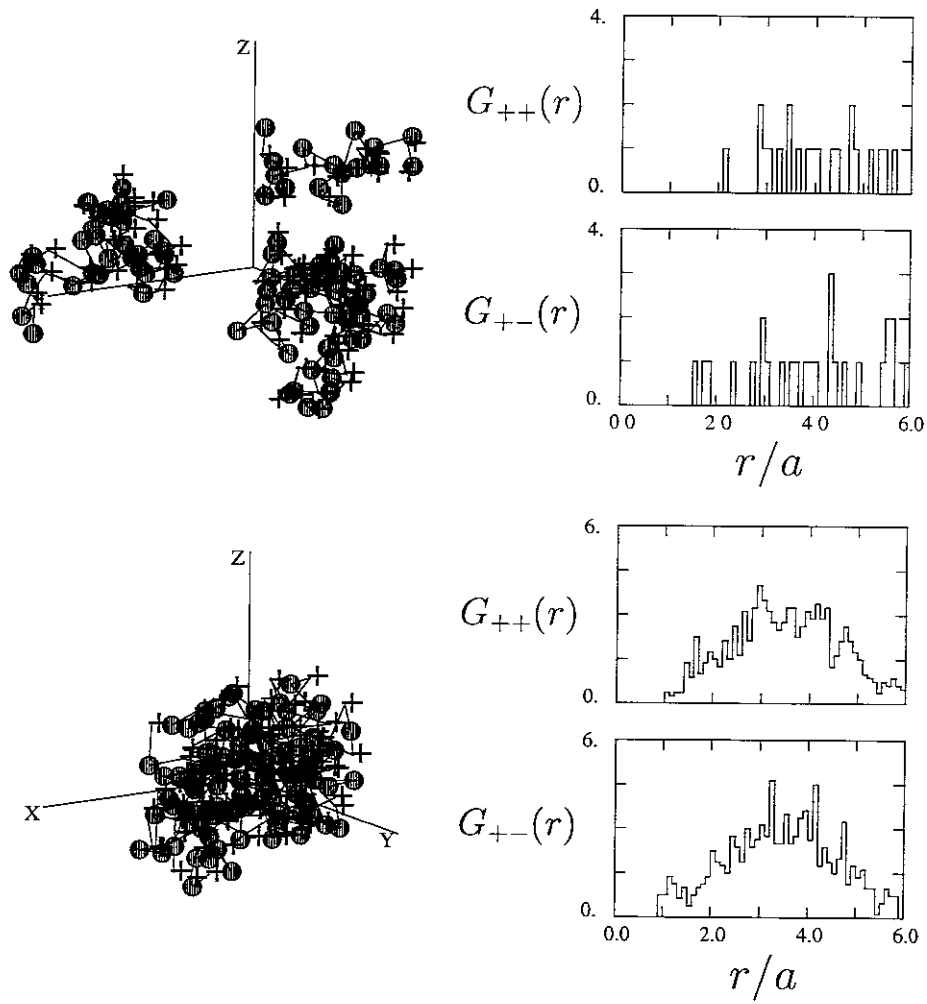 Z
4.
G++(r)
0.
4.
G+−(r)
0.
0 0 2 0 4 0 6.0
r/a
Z
X
Y
6.
G++(r)
0.
6.
G+−(r)
0.
0.0 2.0 4.0 6.0
r/a